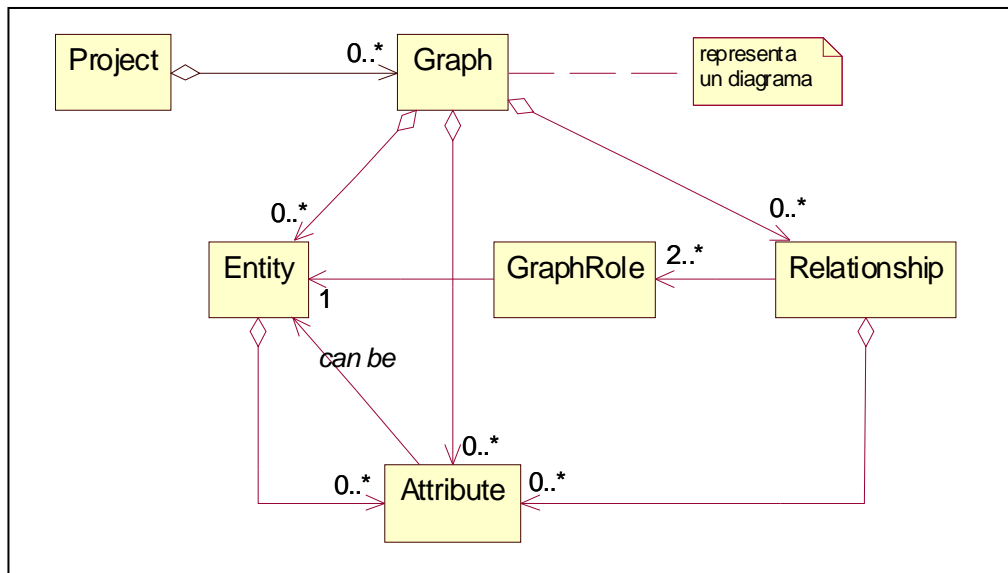 Project
0..*
Graph
representa
un diagrama
0..*
0..*
Entity
1
GraphRole
2..*
Relationship
can be
0..*
0..*
0..*
Attribute